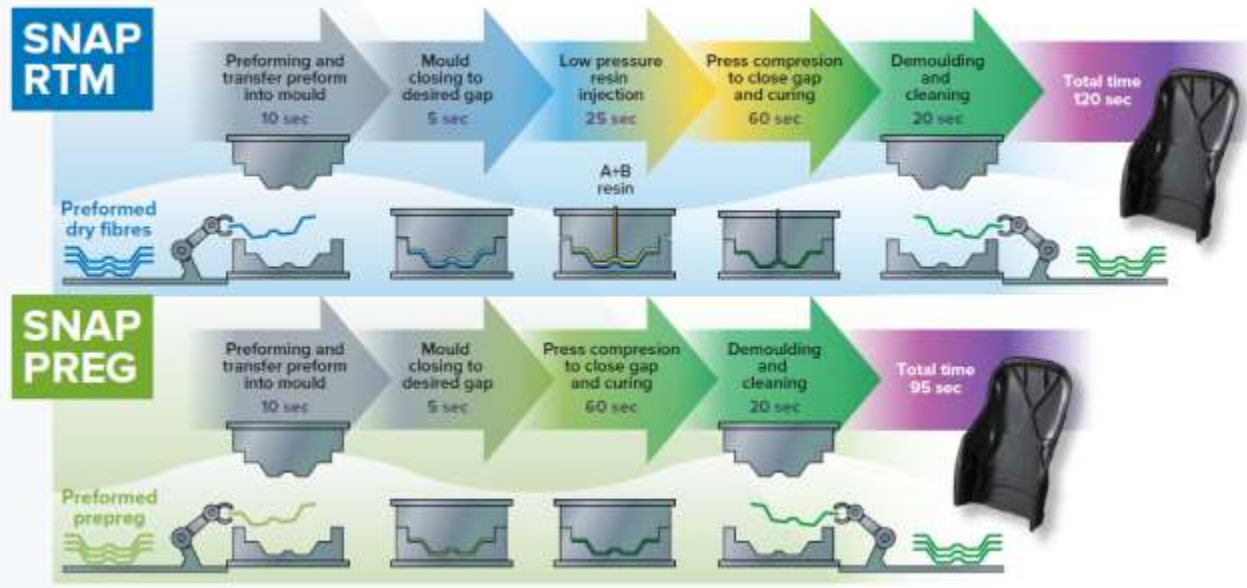 SNAP
RTM
Preforming and
transfer preform
into mould
10 sec
Mould
closing to
desired gap
5 sec
Low pressure
resin
injection
25 sec
Press compresion
to close gap
and curing
60 sec
Demoulding
and
cleaning
20 sec
Total time
120 sec
A+B
resin
Preformed
dry fibres
SNAP
PREG
Preforming and
transfer preform
into mould
10 sec
Mould
closing to
desired gap
5 sec
Press compresion
to close gap
and curing
60 sec
Demoulding
and
cleaning
20 sec
Total time
95 sec
Preformed
prepreg